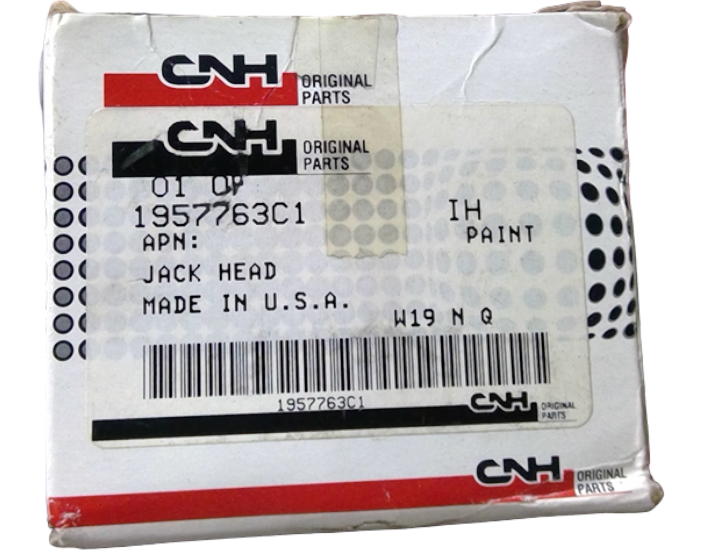 CNH ORIGINAL
PARTS
CNH ORIGINAL
PARTS
01 OP
1957763C1 IH
APN: PAINT
JACK HEAD
MADE IN U.S.A.
W19 N Q
1957763C1
CNH ORIGINAL
PARTS
CNH ORIGINAL
PARTS